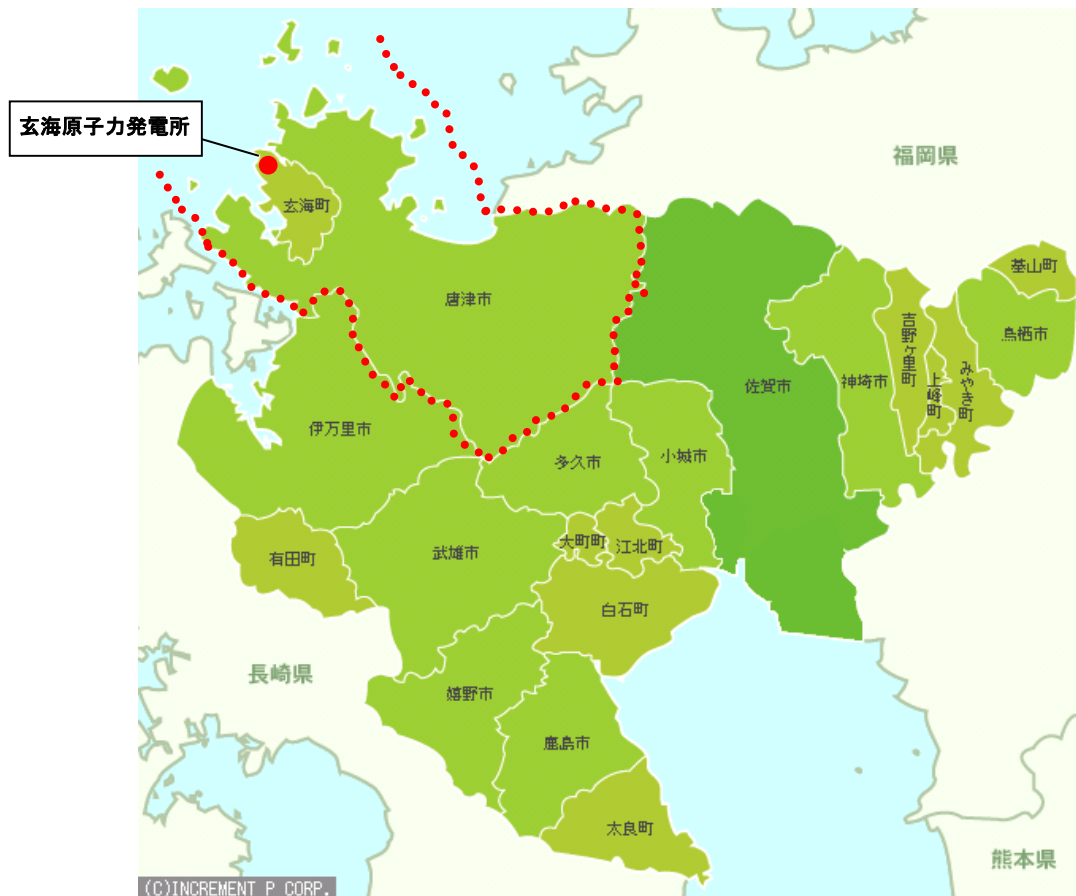 玄海原子力発電所
福岡県
玄海町
基山町
唐津市
吉野ヶ里町
鳥栖市
みやき町
上峰町
神埼市
佐賀市
伊万里市
小城市
多久市
大町町
江北町
武雄市
有田町
白石町
長崎県
嬉野市
鹿島市
太良町
熊本県
(C)INCREMENT P CORP.